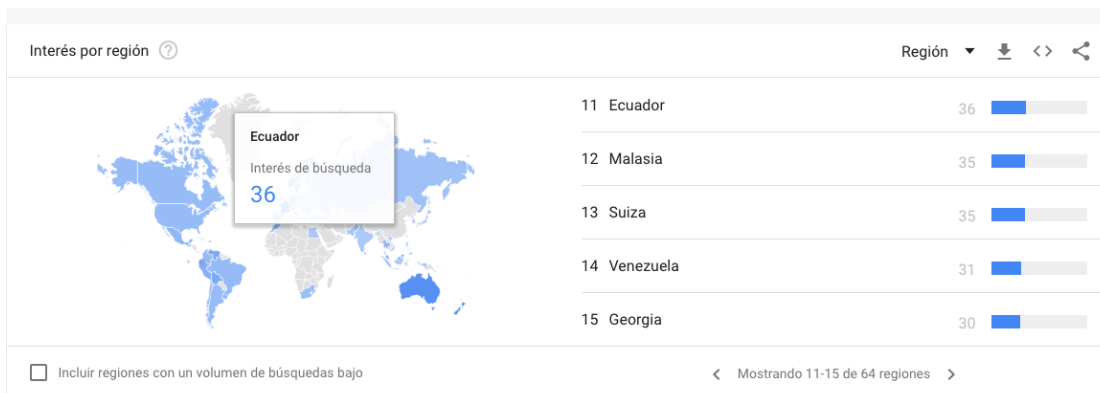 Interés por región
Región
Ecuador
Interés de búsqueda
36
11 Ecuador 36
12 Malasia 35
13 Suiza 35
14 Venezuela 31
15 Georgia 30
Incluir regiones con un volumen de búsquedas bajo
Mostrando 11-15 de 64 regiones